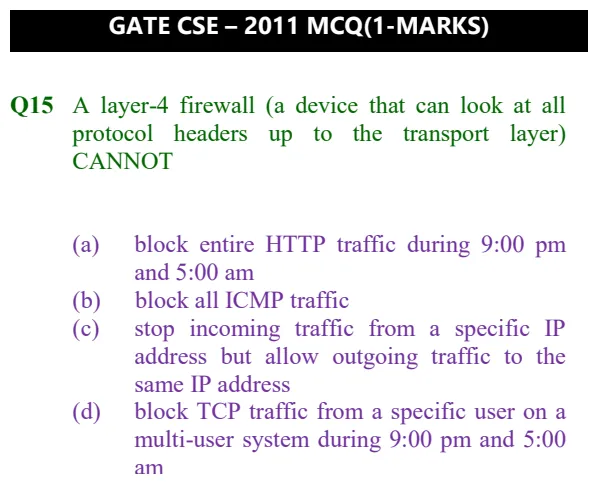 GATE CSE – 2011 MCQ(1-MARKS)
Q15 A layer-4 firewall (a device that can look at all
protocol headers up to the transport layer)
CANNOT
(a) block entire HTTP traffic during 9:00 pm
and 5:00 am
(b) block all ICMP traffic
(c) stop incoming traffic from a specific IP
address but allow outgoing traffic to the
same IP address
(d) block TCP traffic from a specific user on a
multi-user system during 9:00 pm and 5:00
am